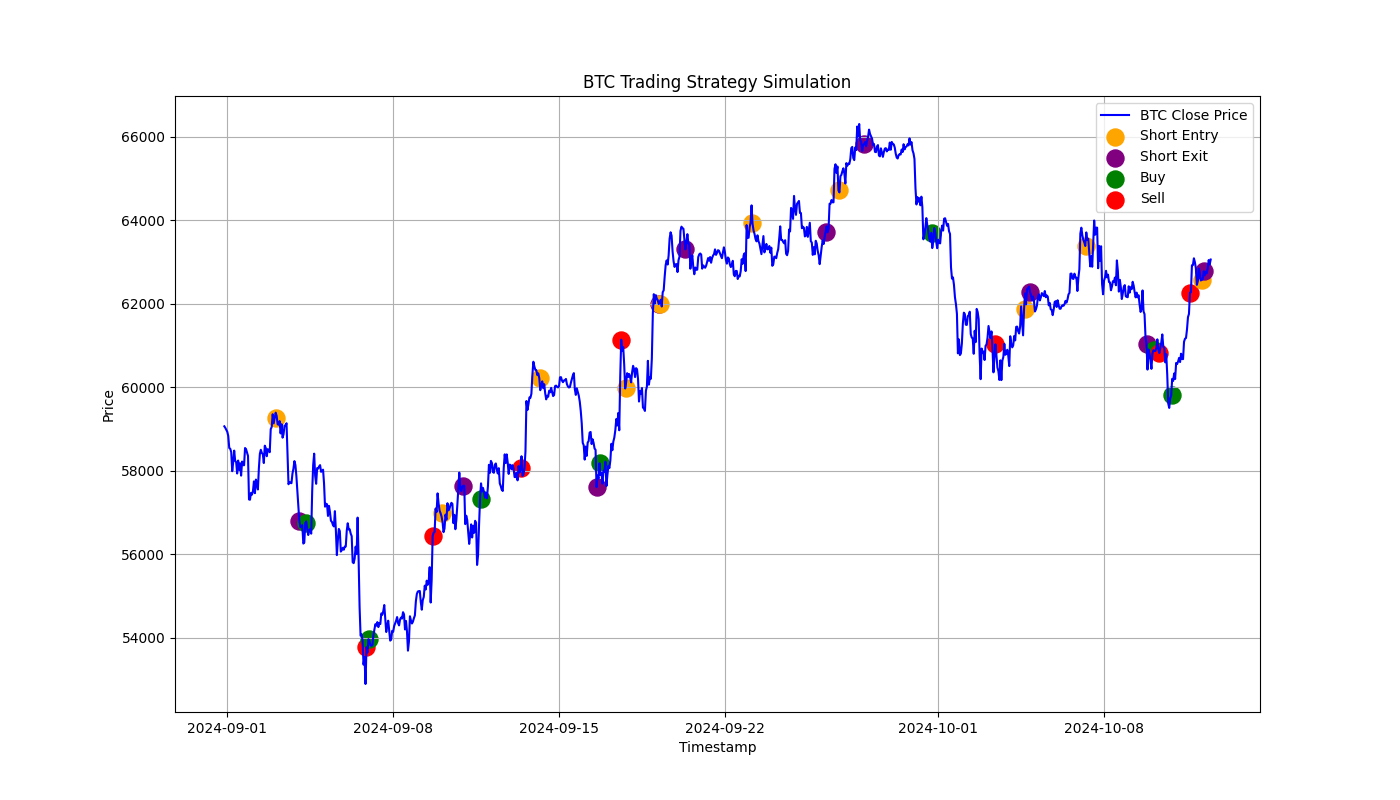 BTC Trading Strategy Simulation
BTC Close Price
Short Entry
Short Exit
Buy
Sell
66000
64000
62000
60000
58000
56000
54000
Price
2024-09-01 2024-09-08 2024-09-15 2024-09-22 2024-10-01 2024-10-08
Timestamp